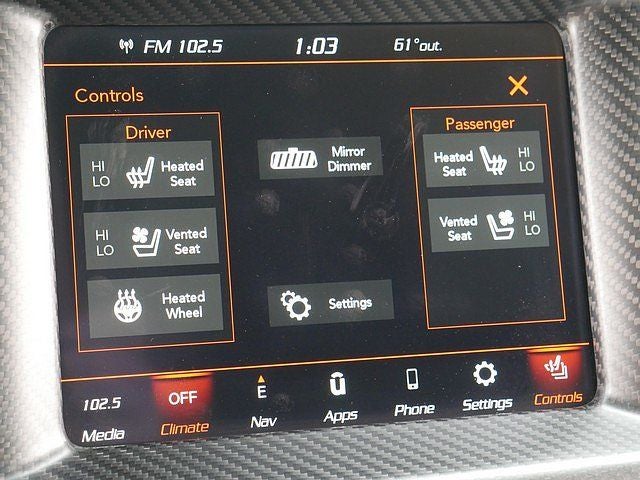 FM 102.5 1:03 61°out.
Controls
Driver
HI
LO
Heated
Seat
HI
LO
Vented
Seat
Heated
Wheel
Mirror
Dimmer
Settings
Passenger
Heated
Seat
HI
LO
Vented
Seat
HI
LO
102.5
Media
OFF
Climate
E
Nav
Apps
Phone
Settings
Controls